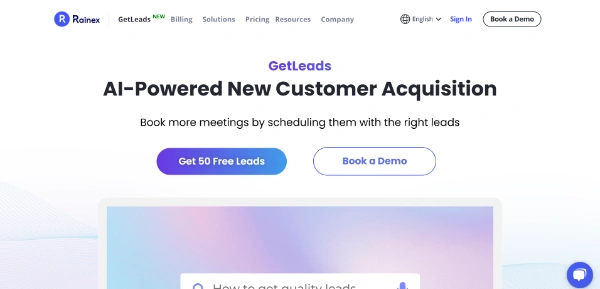 R Rainex GetLeads NEW Billing Solutions Pricing Resources Company English Sign In Book a Demo
GetLeads
AI-Powered New Customer Acquisition
Book more meetings by scheduling them with the right leads
Get 50 Free Leads Book a Demo
How to get quality leads